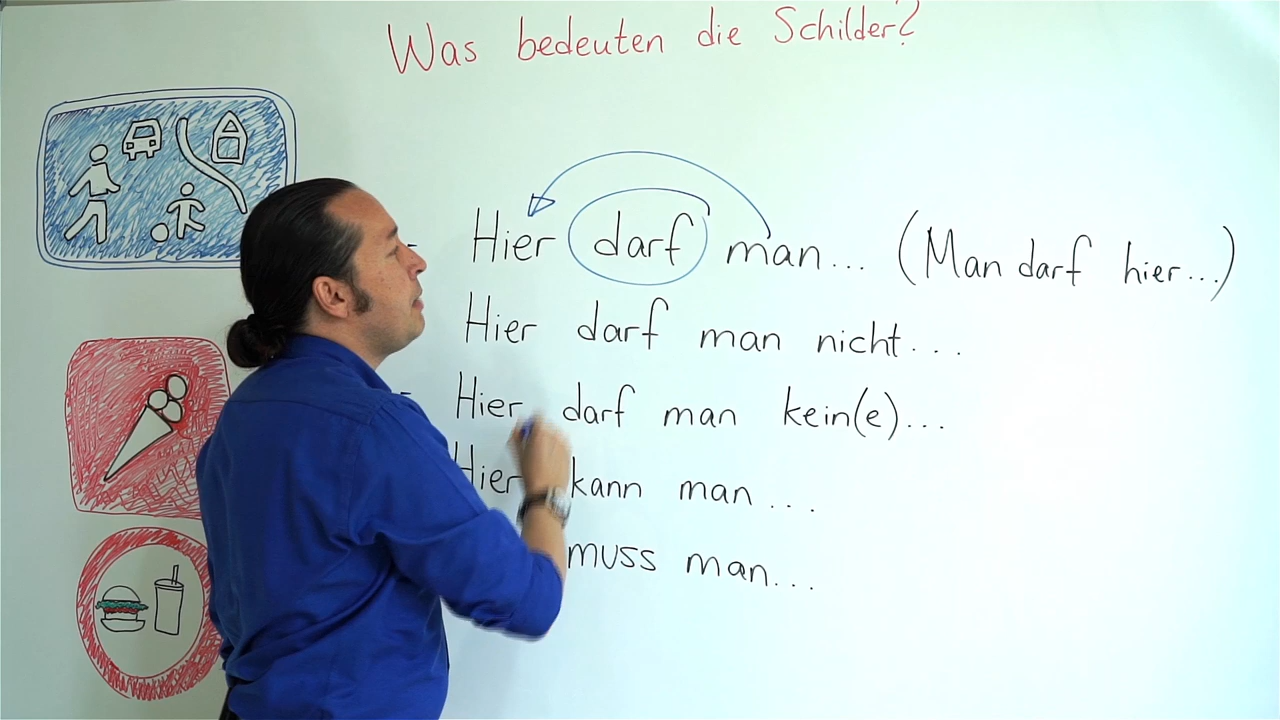 Was bedeuten die Schilder?
- Hier darf man... (Man darf hier...)
Hier darf man nicht...
- Hier darf man kein(e)...
Hier kann man...
muss man...